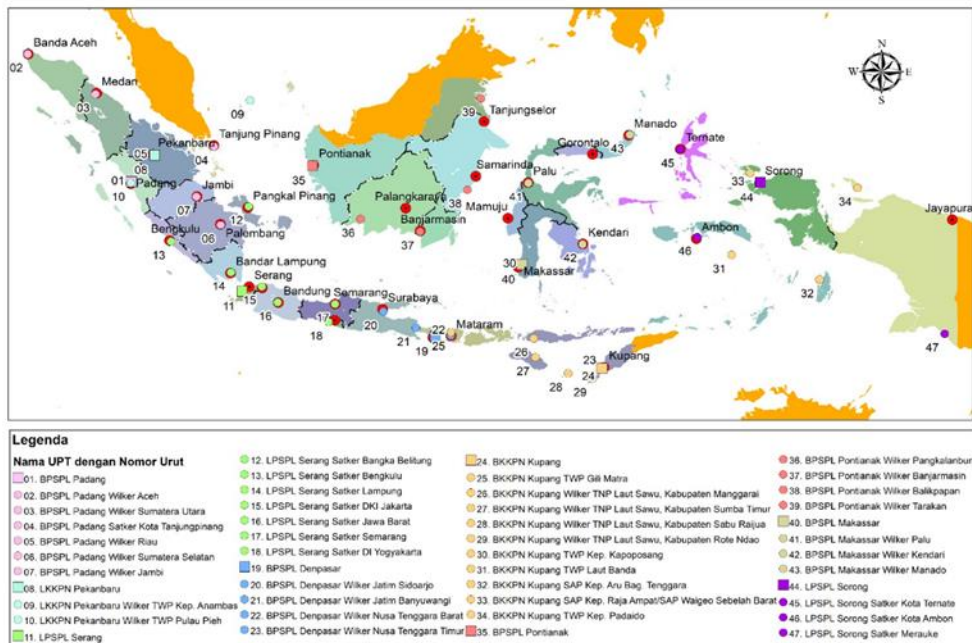 Banda Aceh
02
Medan
03
09
N
W E
S
Tanjungselor
39
Manado
43
Tanjung Pinang
04
Pekanbaru
05
08
Pontianak
35
Gorontalo
Ternate
45
Samarinda
38
Palu
41
Sorong
33
44
34
01
Padang
10
Jambi
07
Pangkal Pinang
12
Palangkaraya
36
Banjarmasin
37
Mamuju
Jayapura
Bengkulu
13
06
Palembang
Kendari
42
Ambon
46
31
Bandar Lampung
14
30
40
Makassar
32
Serang
15
11
Bandung
16
Semarang
17
18
Surabaya
20
21
Mataram
22
19
25
26
27
28
29
23
24
Kupang
47
Legenda
Nama UPT dengan Nomor Urut
01. BPSPL Padang
02. BPSPL Padang Wilker Aceh
03. BPSPL Padang Wilker Sumatera Utara
04. BPSPL Padang Satker Kota Tanjungpinang
05. BPSPL Padang Wilker Riau
06. BPSPL Padang Wilker Sumatera Selatan
07. BPSPL Padang Wilker Jambi
08. LKKPN Pekanbaru
09. LKKPN Pekanbaru Wilker TWP Kep. Anambas
10. LKKPN Pekanbaru Wilker TWP Pulau Pieh
11. LPSPL Serang
12. LPSPL Serang Satker Bangka Belitung
13. LPSPL Serang Satker Bengkulu
14. LPSPL Serang Satker Lampung
15. LPSPL Serang Satker DKI Jakarta
16. LPSPL Serang Satker Jawa Barat
17. LPSPL Serang Satker Semarang
18. LPSPL Serang Satker DI Yogyakarta
19. BPSPL Denpasar
20. BPSPL Denpasar Wilker Jatim Sidoarjo
21. BPSPL Denpasar Wilker Jatim Banyuwangi
22. BPSPL Denpasar Wilker Nusa Tenggara Barat
23. BPSPL Denpasar Wilker Nusa Tenggara Timur
24. BKKPN Kupang
25. BKKPN Kupang TWP Gili Matra
26. BKKPN Kupang Wilker TNP Laut Sawu, Kabupaten Manggarai
27. BKKPN Kupang Wilker TNP Laut Sawu, Kabupaten Sumba Timur
28. BKKPN Kupang Wilker TNP Laut Sawu, Kabupaten Sabu Raijua
29. BKKPN Kupang Wilker TNP Laut Sawu, Kabupaten Rote Ndao
30. BKKPN Kupang TWP Kep. Kapoposang
31. BKKPN Kupang TWP Laut Banda
32. BKKPN Kupang SAP Kep. Aru Bag. Tenggara
33. BKKPN Kupang SAP Kep. Raja Ampat/SAP Waigeo Sebelah Barat
34. BKKPN Kupang TWP Kep. Padaido
35. BPSPL Pontianak
36. BPSPL Pontianak Wilker Pangkalanbun
37. BPSPL Pontianak Wilker Banjarmasin
38. BPSPL Pontianak Wilker Balikpapan
39. BPSPL Pontianak Wilker Tarakan
40. BPSPL Makassar
41. BPSPL Makassar Wilker Palu
42. BPSPL Makassar Wilker Kendari
43. BPSPL Makassar Wilker Manado
44. LPSPL Sorong
45. LPSPL Sorong Satker Kota Ternate
46. LPSPL Sorong Satker Kota Ambon
47. LPSPL Sorong Satker Merauke